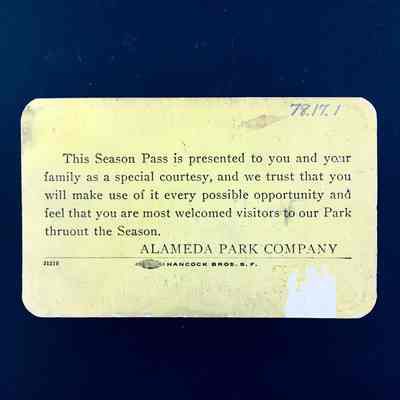 78.17.1
This Season Pass is presented to you and your
family as a special courtesy, and we trust that you
will make use of it every possible opportunity and
feel that you are most welcomed visitors to our Park
thruout the Season.
ALAMEDA PARK COMPANY
HANCOCK BROS. S. F.